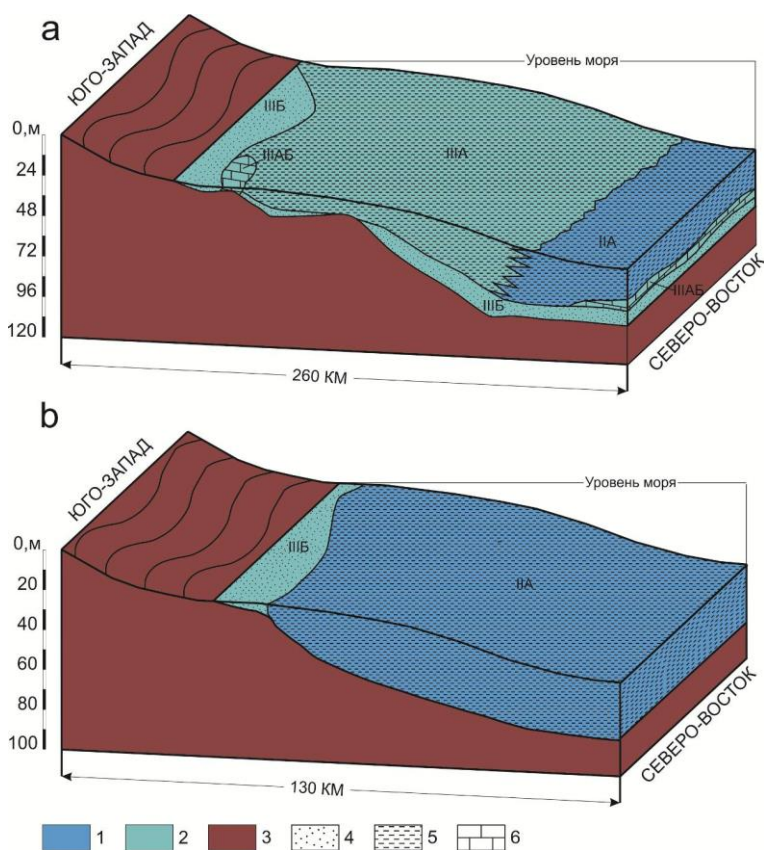 a
ЮГО-ЗАПАД
Уровень моря
0,м
24
48
72
96
120
IIIБ
IIIАБ
IIIА
IIА
IIIБ
IIIАБ
СЕВЕРО-ВОСТОК
260 КМ
b
ЮГО-ЗАПАД
Уровень моря
0,м
20
40
60
80
100
IIIБ
IIА
СЕВЕРО-ВОСТОК
130 КМ
1 2 3 4 5 6